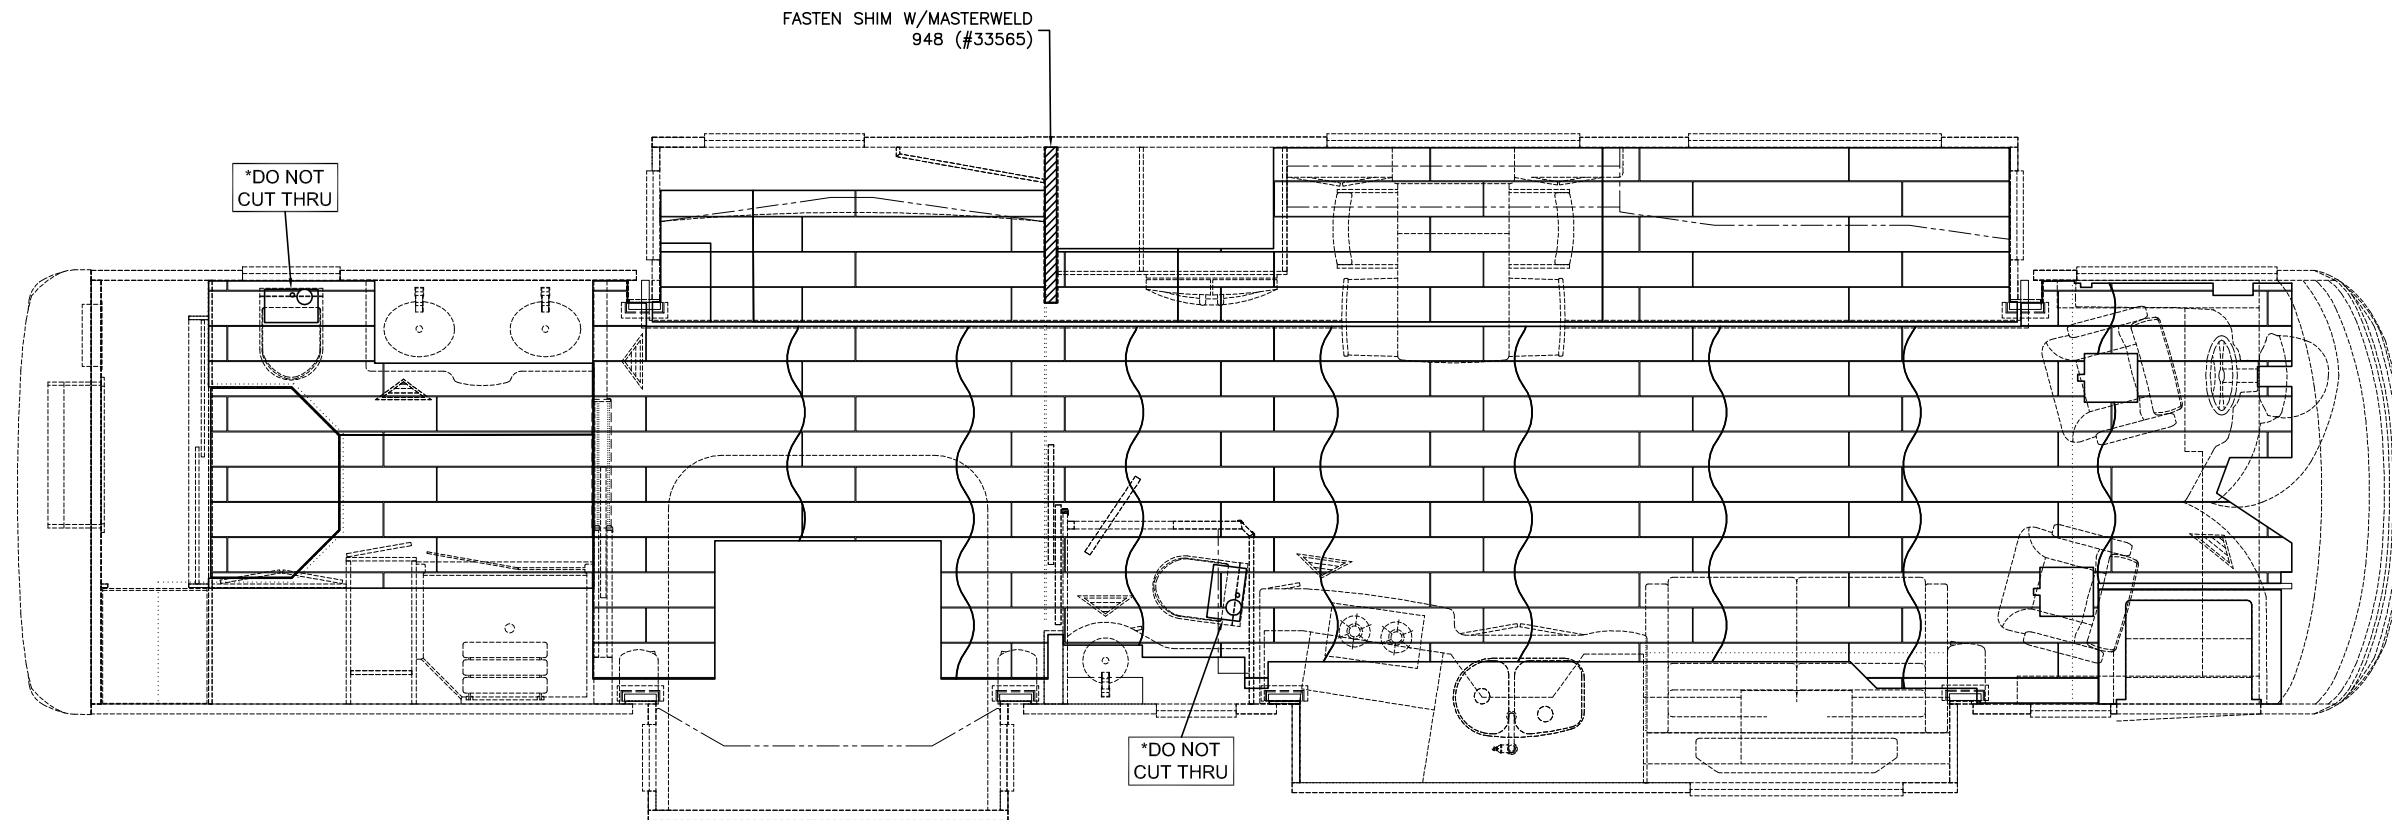 FASTEN SHIM W/MASTERWELD
948 (#33565)
*DO NOT
CUT THRU
*DO NOT
CUT THRU